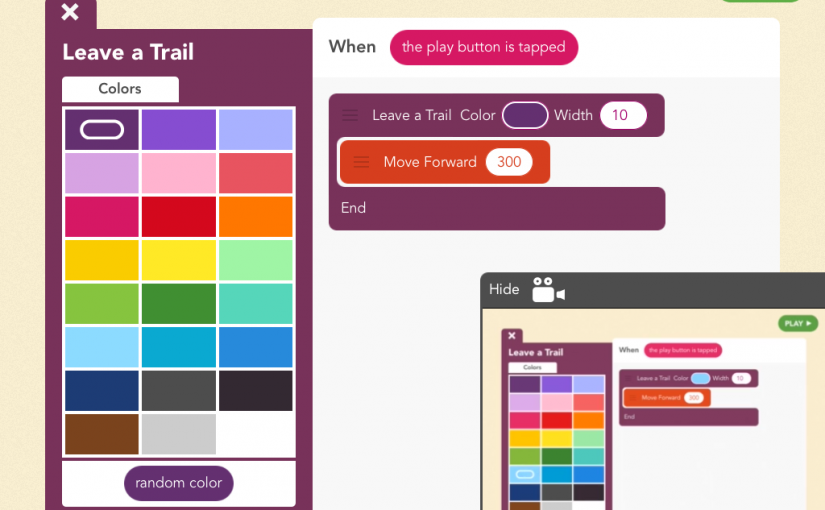 Leave a Trail
Colors
random color
When the play button is tapped
Leave a Trail Color Width 10
Move Forward 300
End
Hide
PLAY
Leave a Trail
Colors
When the play button is tapped
Leave a Trail Color Width 10
Move Forward 300
End